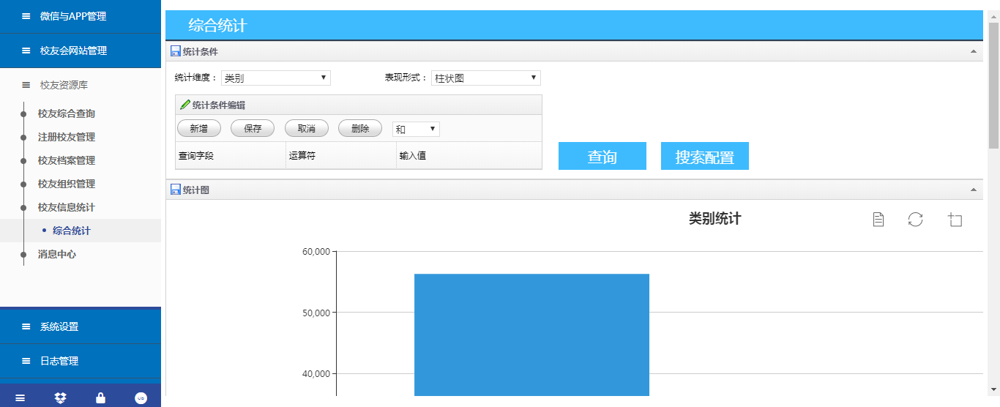 微信与APP管理
校友会网站管理
校友资源库
校友综合查询
注册校友管理
校友档案管理
校友组织管理
校友信息统计
综合统计
消息中心
系统设置
日志管理
综合统计
统计条件
统计维度： 类别 表现形式： 柱状图
统计条件编辑
新增 保存 取消 删除 和
查询字段 运算符 输入值
查询 搜索配置
统计图
类别统计
60,000
50,000
40,000